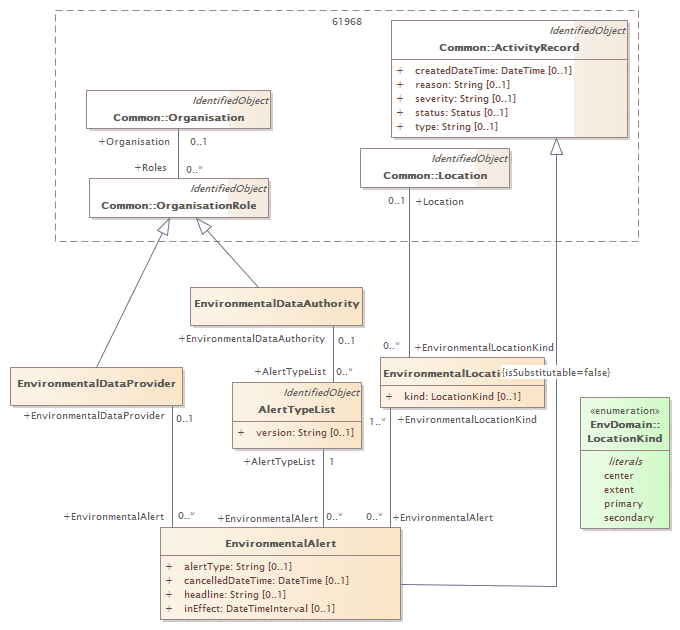 61968
IdentifiedObject
Common::ActivityRecord
+ createdDateTime: DateTime [0..1]
+ reason: String [0..1]
+ severity: String [0..1]
+ status: Status [0..1]
+ type: String [0..1]
IdentifiedObject
Common::Organisation
+Organisation 0..1
+Roles 0..*
IdentifiedObject
Common::OrganisationRole
IdentifiedObject
Common::Location
0..1 +Location
EnvironmentalDataAuthority
+EnvironmentalDataAuthority 0..1
+AlertTypeList 0..*
0..* +EnvironmentalLocationKind
EnvironmentalDataProvider
+EnvironmentalDataProvider 0..1
IdentifiedObject
AlertTypeList
+ version: String [0..1]
+AlertTypeList 1
{isSubstitutable=false}
+ kind: LocationKind [0..1]
1..* +EnvironmentalLocationKind
«enumeration»
EnvDomain::
LocationKind
literals
center
extent
primary
secondary
+EnvironmentalAlert 0..*
+EnvironmentalAlert 0..*
0..* +EnvironmentalAlert
EnvironmentalAlert
+ alertType: String [0..1]
+ cancelledDateTime: DateTime [0..1]
+ headline: String [0..1]
+ inEffect: DateTimeInterval [0..1]